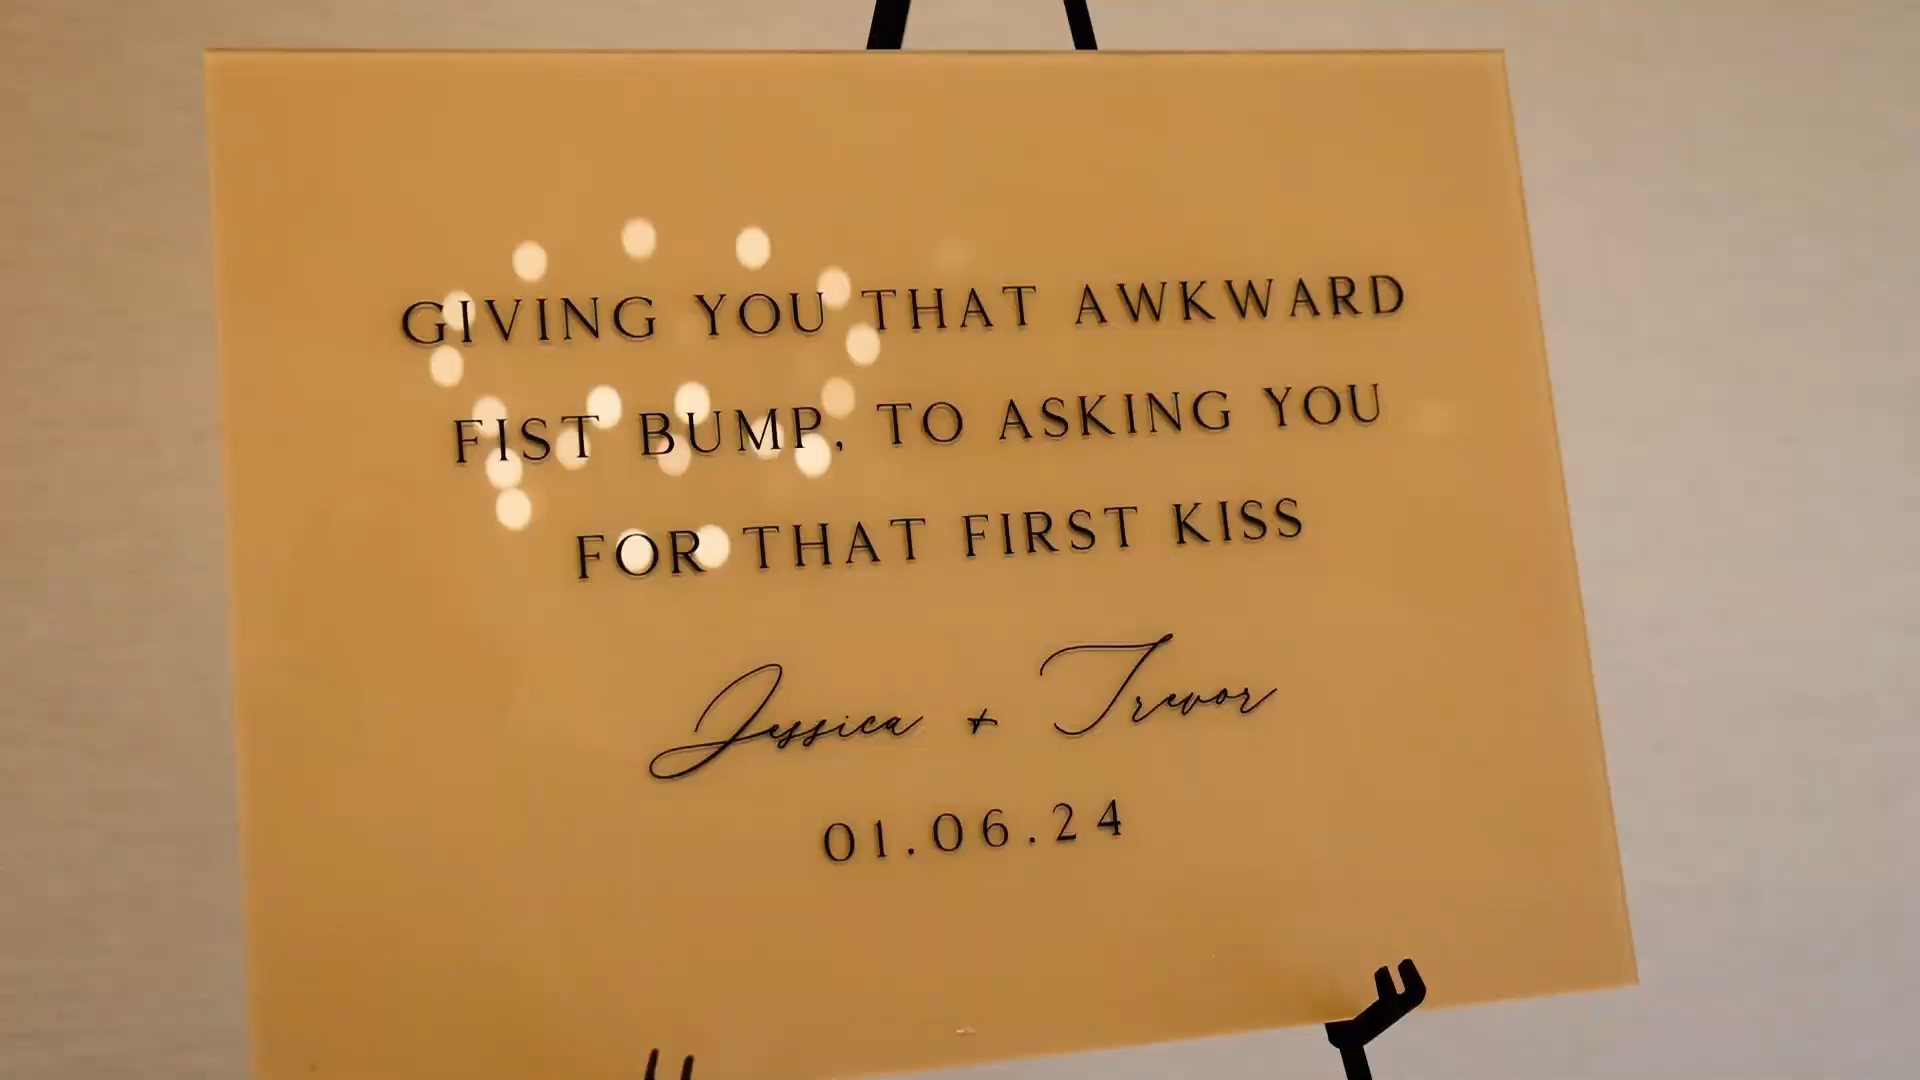 GIVING YOU THAT AWKWARD
FIST BUMP, TO ASKING YOU
FOR THAT FIRST KISS
Jessica + Trevor
01.06.24